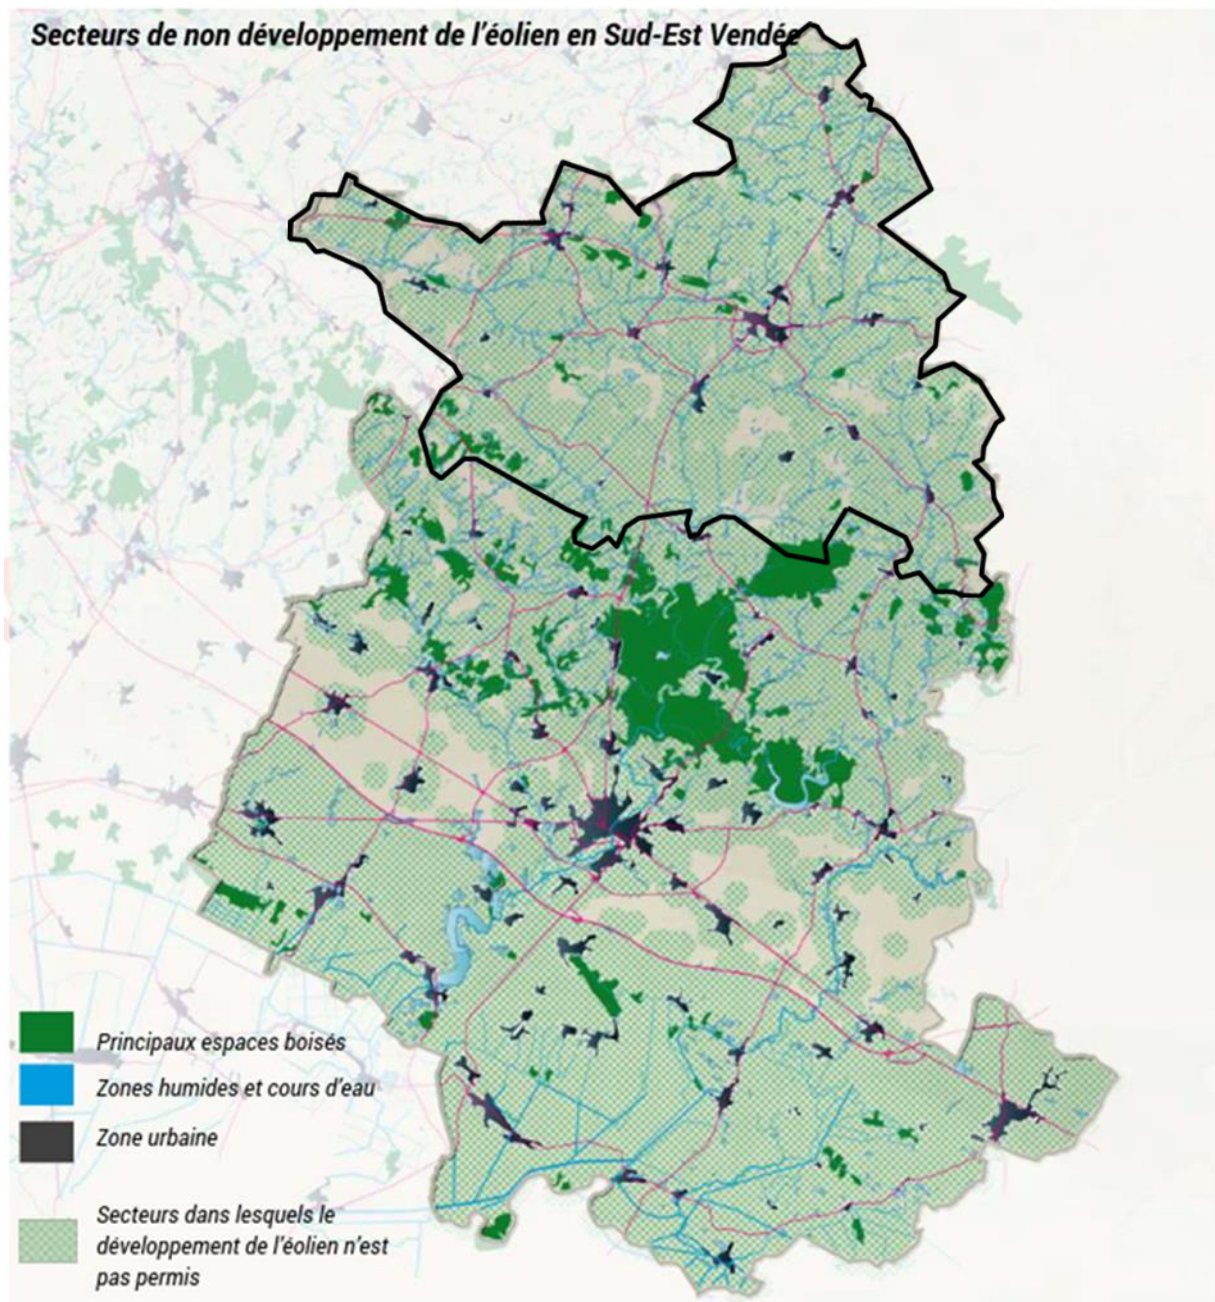 Secteurs de non développement de l'éolien en Sud-Est Vendée
Principaux espaces boisés
Zones humides et cours d'eau
Zone urbaine
Secteurs dans lesquels le
développement de l'éolien n'est
pas permis